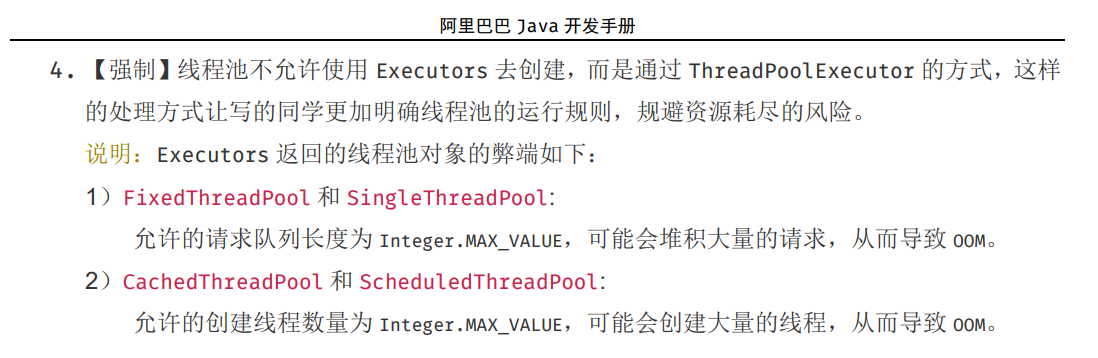 阿里巴巴 Java 开发手册
4. 【强制】线程池不允许使用 Executors 去创建，而是通过 ThreadPoolExecutor 的方式，这样
的处理方式让写的同学更加明确线程池的运行规则，规避资源耗尽的风险。
说明：Executors 返回的线程池对象的弊端如下：
1）FixedThreadPool 和 SingleThreadPool:
允许的请求队列长度为 Integer.MAX_VALUE，可能会堆积大量的请求，从而导致 OOM。
2）CachedThreadPool 和 ScheduledThreadPool:
允许的创建线程数量为 Integer.MAX_VALUE，可能会创建大量的线程，从而导致 OOM。